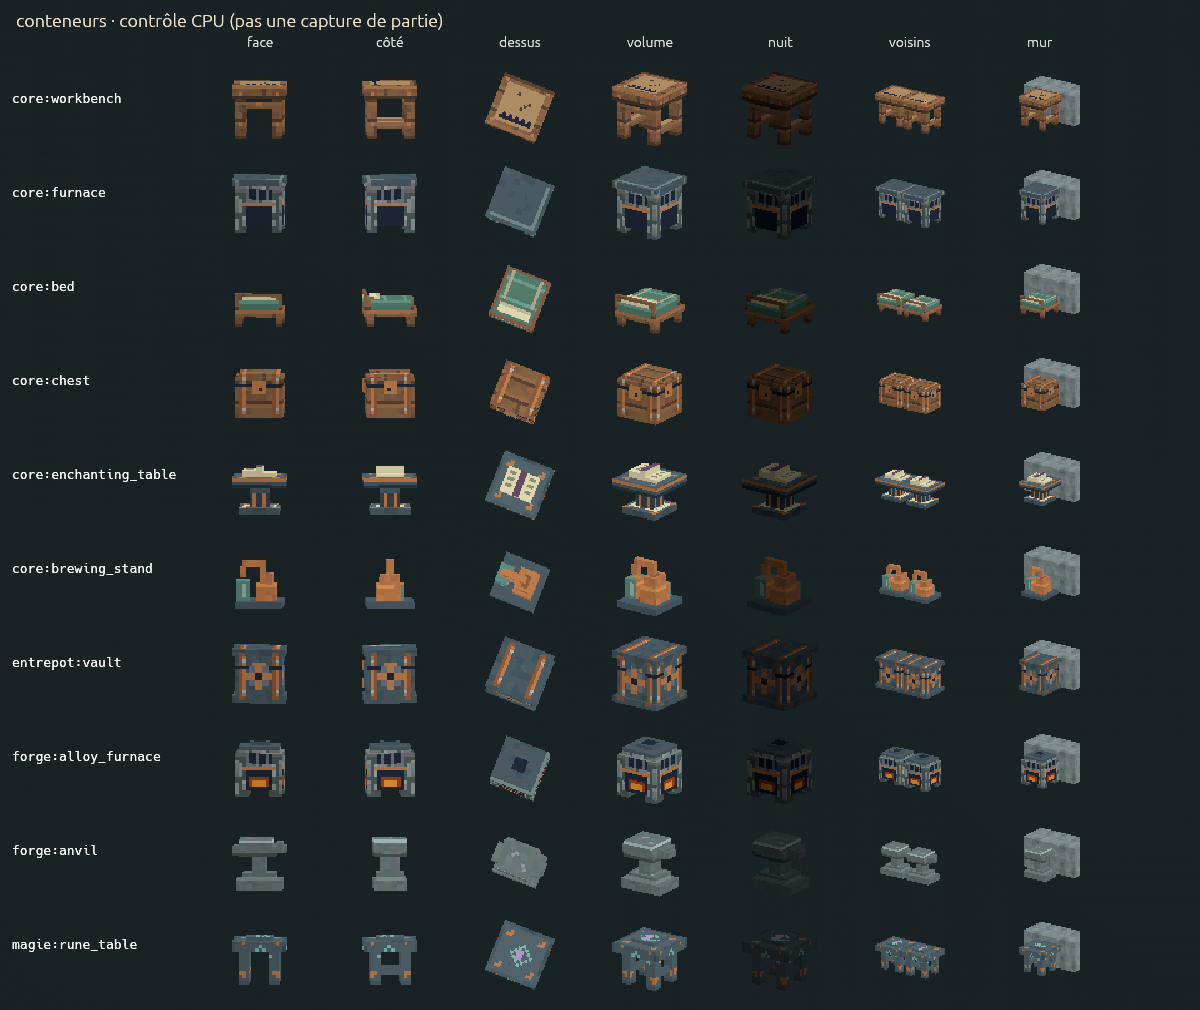 conteneurs · contrôle CPU (pas une capture de partie)
face côté dessus volume nuit voisins mur
core:workbench
core:furnace
core:bed
core:chest
core:enchanting_table
core:brewing_stand
entrepot:vault
forge:alloy_furnace
forge:anvil
magie:rune_table